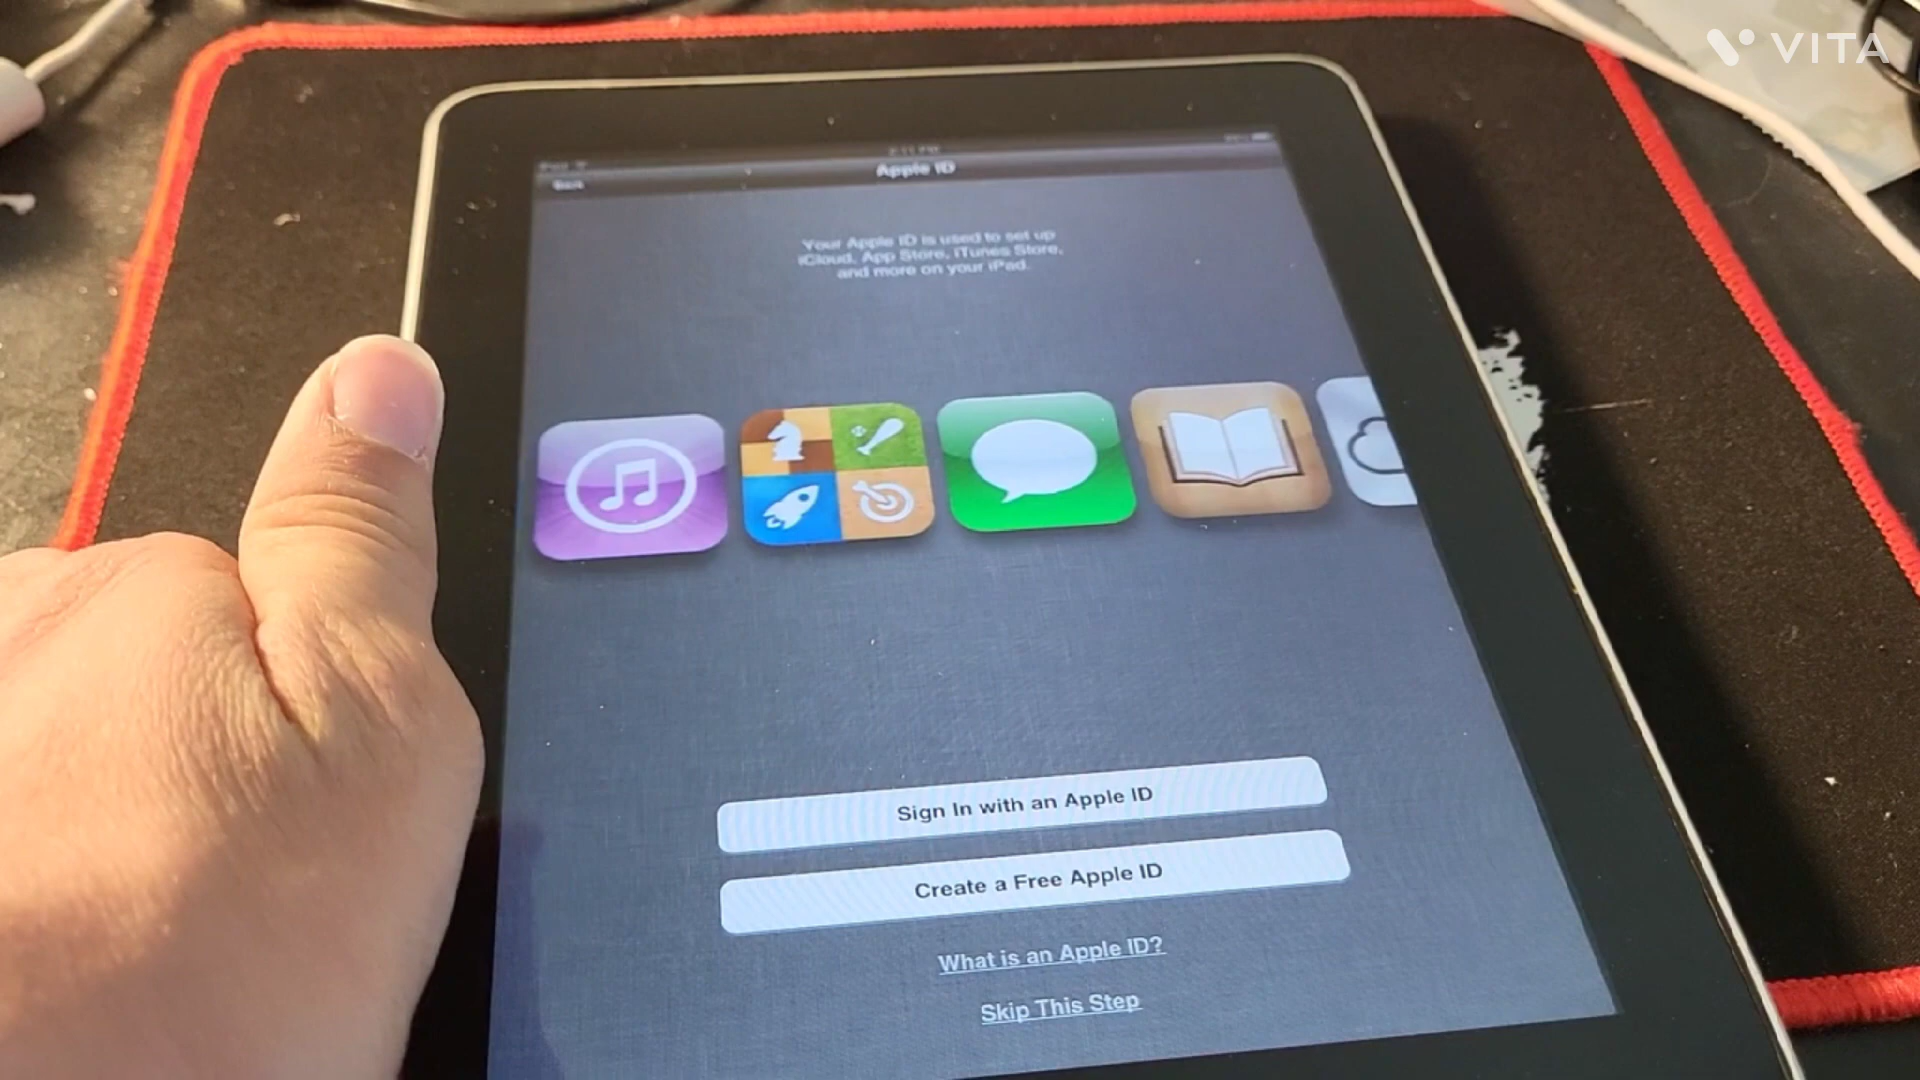 VITA
Apple ID
Your Apple ID is used to set up
iCloud, App Store, iTunes Store,
and more on your iPad.
Sign In with an Apple ID
Create a Free Apple ID
What is an Apple ID?
Skip This Step